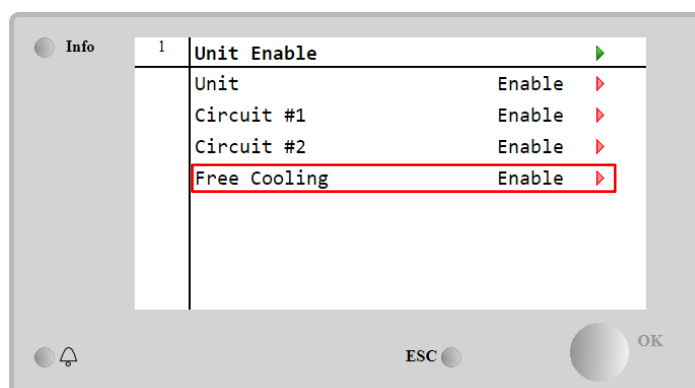 Info
1 Unit Enable
Unit Enable
Circuit #1 Enable
Circuit #2 Enable
Free Cooling Enable
ESC OK